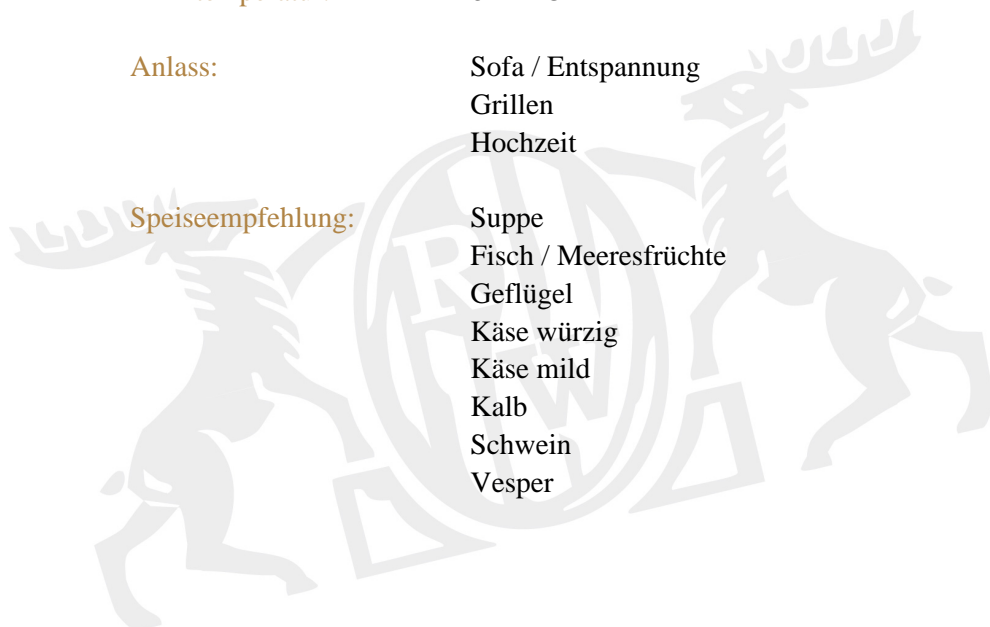 Anlass: Sofa / Entspannung
Grillen
Hochzeit
Speiseempfehlung: Suppe
Fisch / Meeresfrüchte
Geflügel
Käse würzig
Käse mild
Kalb
Schwein
Vesper
R
W